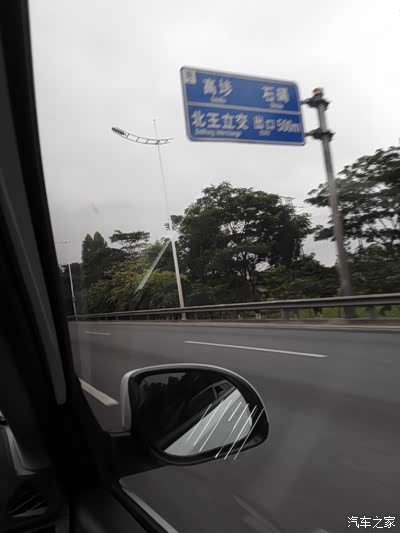 高埗 石碣
北王立交 出口 500m
汽车之家